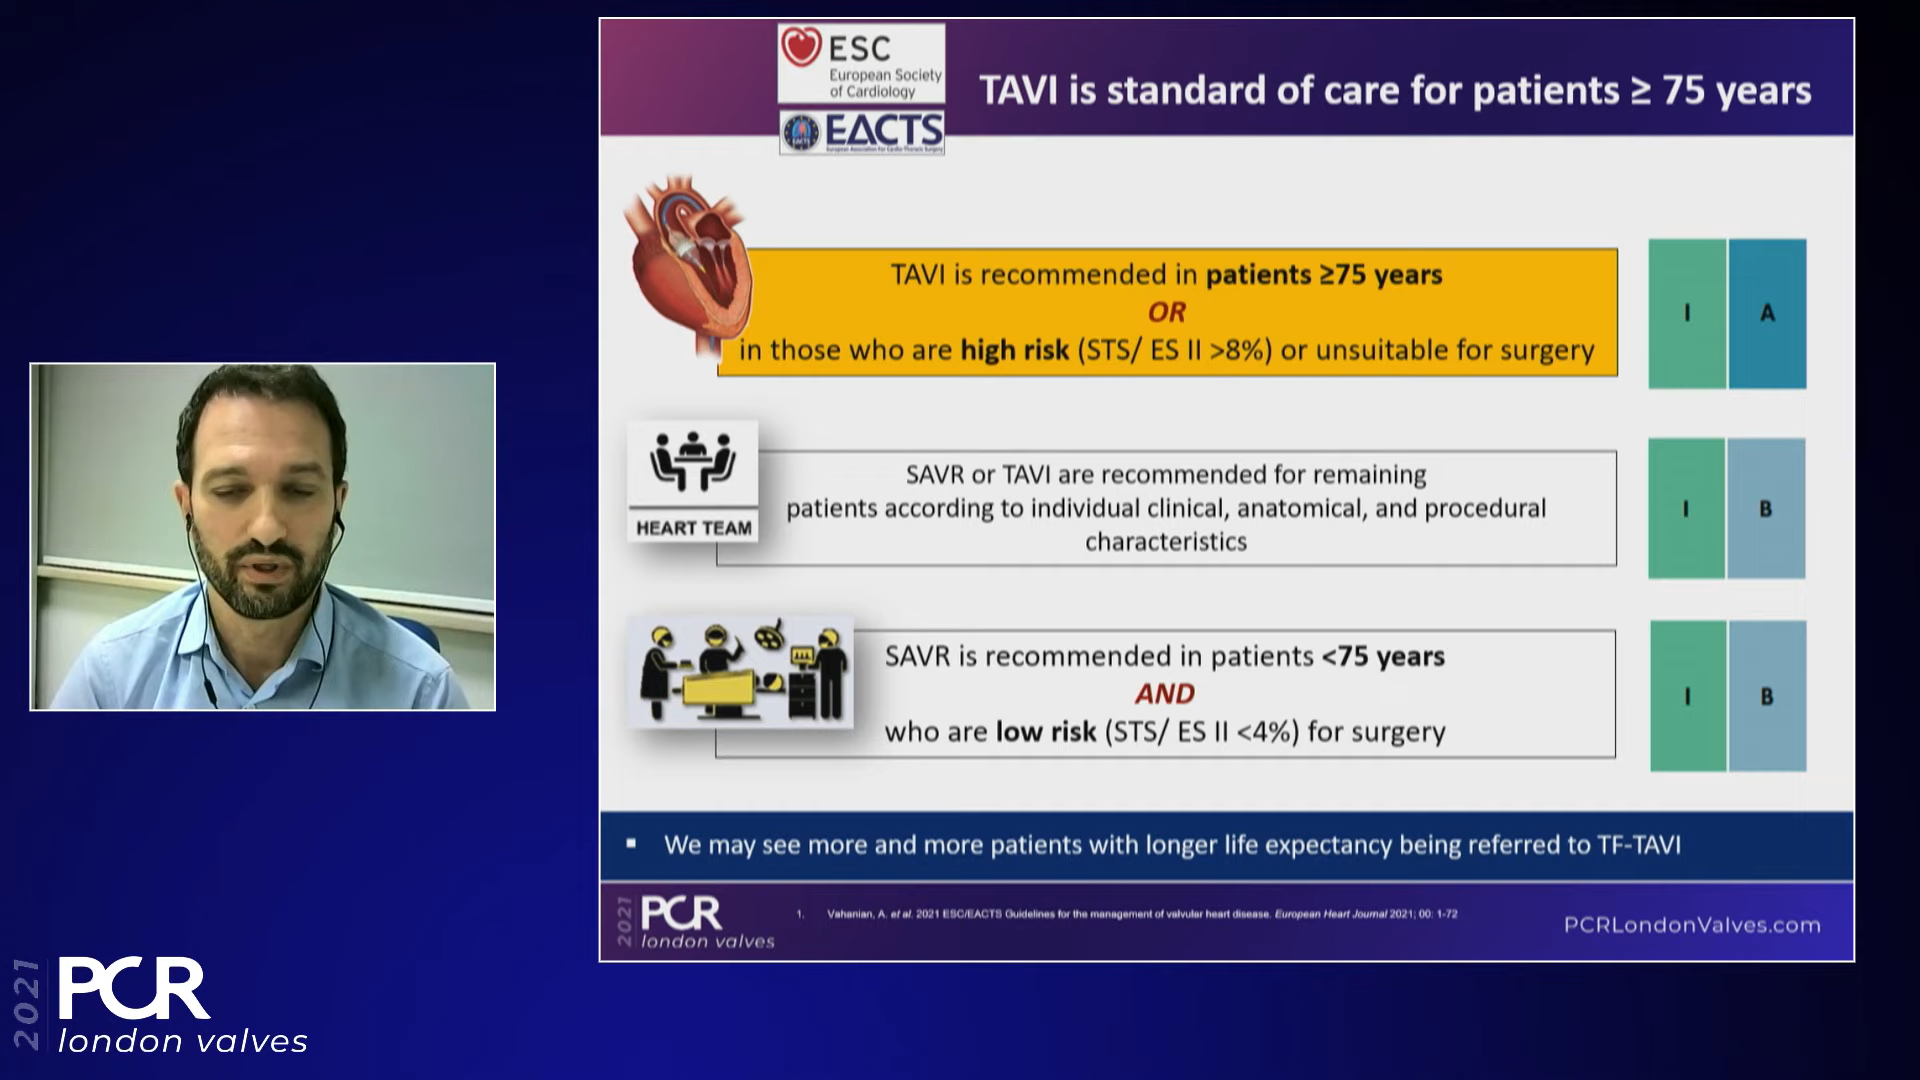 ESC
European Society
of Cardiology
EACTS
European Association For Cardio-Thoracic Surgery
TAVI is standard of care for patients ≥ 75 years
TAVI is recommended in patients ≥75 years
OR
in those who are high risk (STS/ ES II >8%) or unsuitable for surgery
I A
HEART TEAM
SAVR or TAVI are recommended for remaining
patients according to individual clinical, anatomical, and procedural
characteristics
I B
SAVR is recommended in patients <75 years
AND
who are low risk (STS/ ES II <4%) for surgery
I B
▪ We may see more and more patients with longer life expectancy being referred to TF-TAVI
2021
PCR
london valves
1. Vahanian, A. et al. 2021 ESC/EACTS Guidelines for the management of valvular heart disease. European Heart Journal 2021; 00: 1-72
PCRLondonValves.com
2021
PCR
london valves